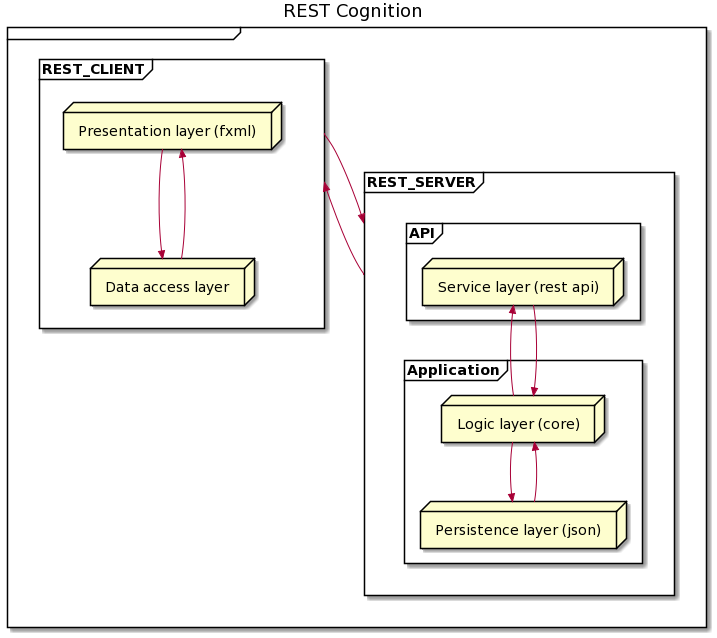 REST Cognition
REST_CLIENT
Presentation layer (fxml)
Data access layer
REST_SERVER
API
Service layer (rest api)
Application
Logic layer (core)
Persistence layer (json)